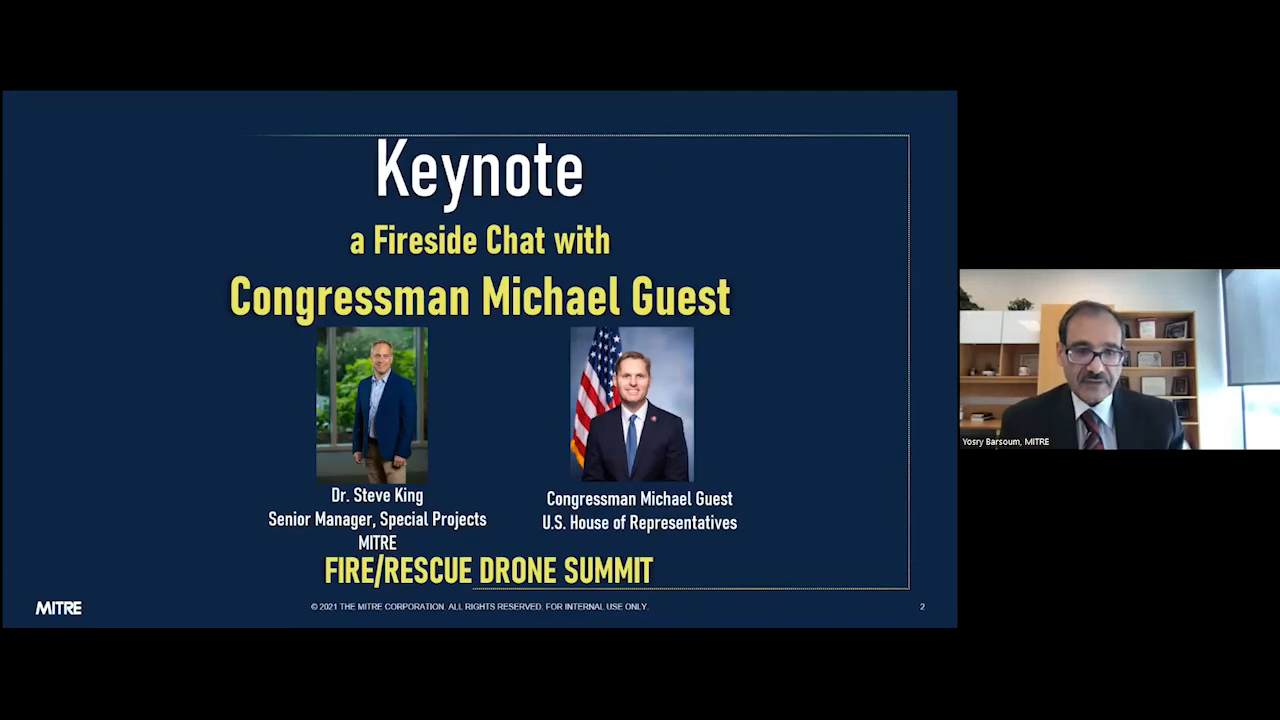 Keynote
a Fireside Chat with
Congressman Michael Guest
Dr. Steve King
Senior Manager, Special Projects
MITRE
Congressman Michael Guest
U.S. House of Representatives
FIRE/RESCUE DRONE SUMMIT
MITRE
© 2021 THE MITRE CORPORATION. ALL RIGHTS RESERVED. FOR INTERNAL USE ONLY.
2
Yosry Barsoum, MITRE